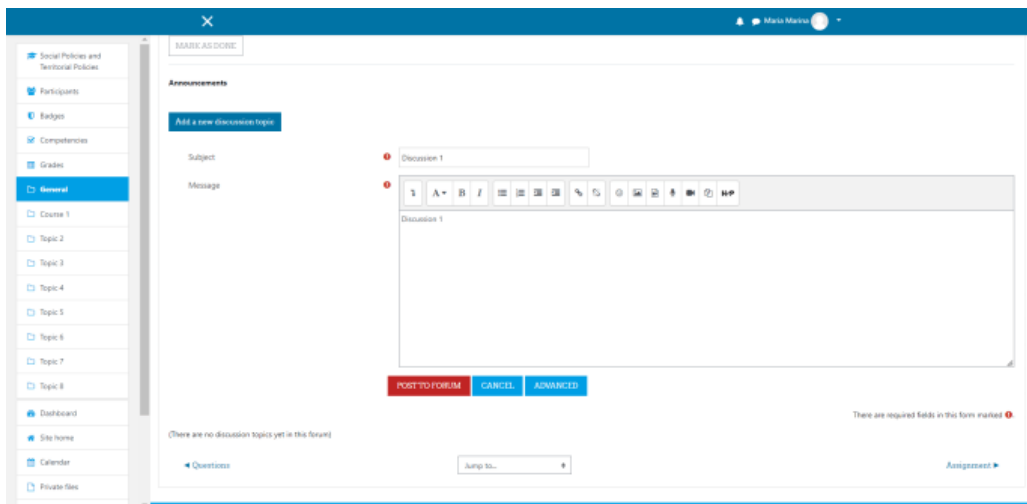 Maria Marina
Social Policies and
Territorial Policies
Participants
Badges
Competencies
Grades
General
Course 1
Topic 2
Topic 3
Topic 4
Topic 5
Topic 6
Topic 7
Topic 8
Dashboard
Site home
Calendar
Private files
MARK AS DONE
Announcements
Add a new discussion topic
Subject
Discussion 1
Message
A B I H-P
Discussion 1
POST TO FORUM CANCEL ADVANCED
There are required fields in this form marked
(There are no discussion topics yet in this forum)
◄ Questions
Jump to...
Assignment ►